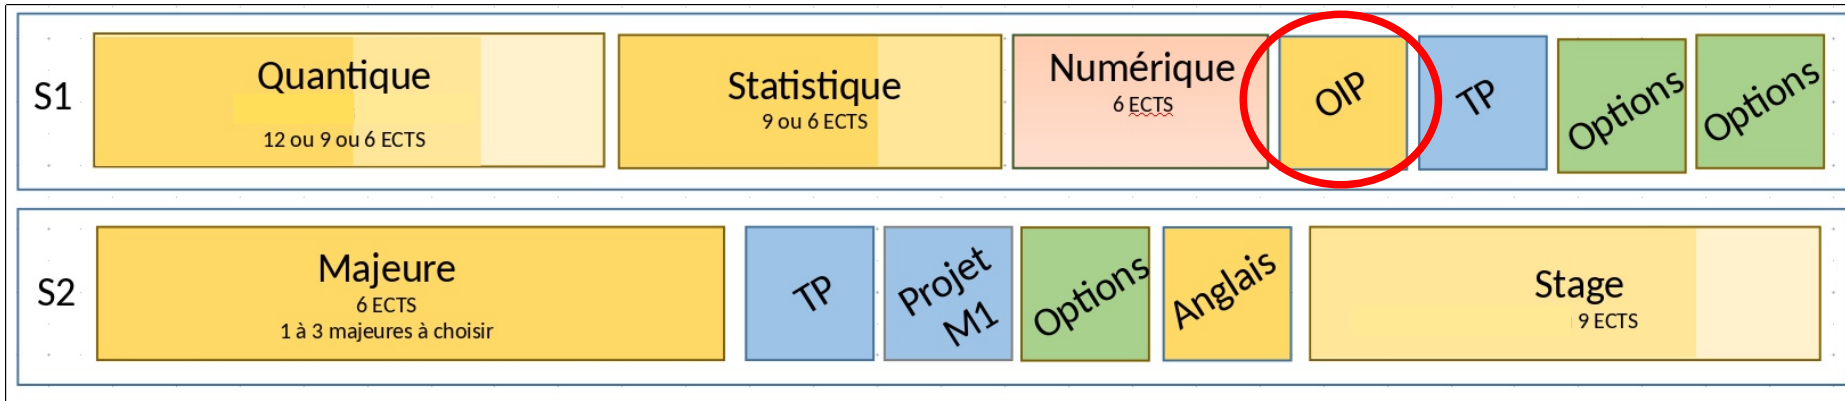 S1
Quantique
12 ou 9 ou 6 ECTS
Statistique
9 ou 6 ECTS
Numérique
6 ECTS
OIP
TP
Options
Options
S2
Majeure
6 ECTS
1 à 3 majeures à choisir
TP
Projet
M1
Options
Anglais
Stage
9 ECTS